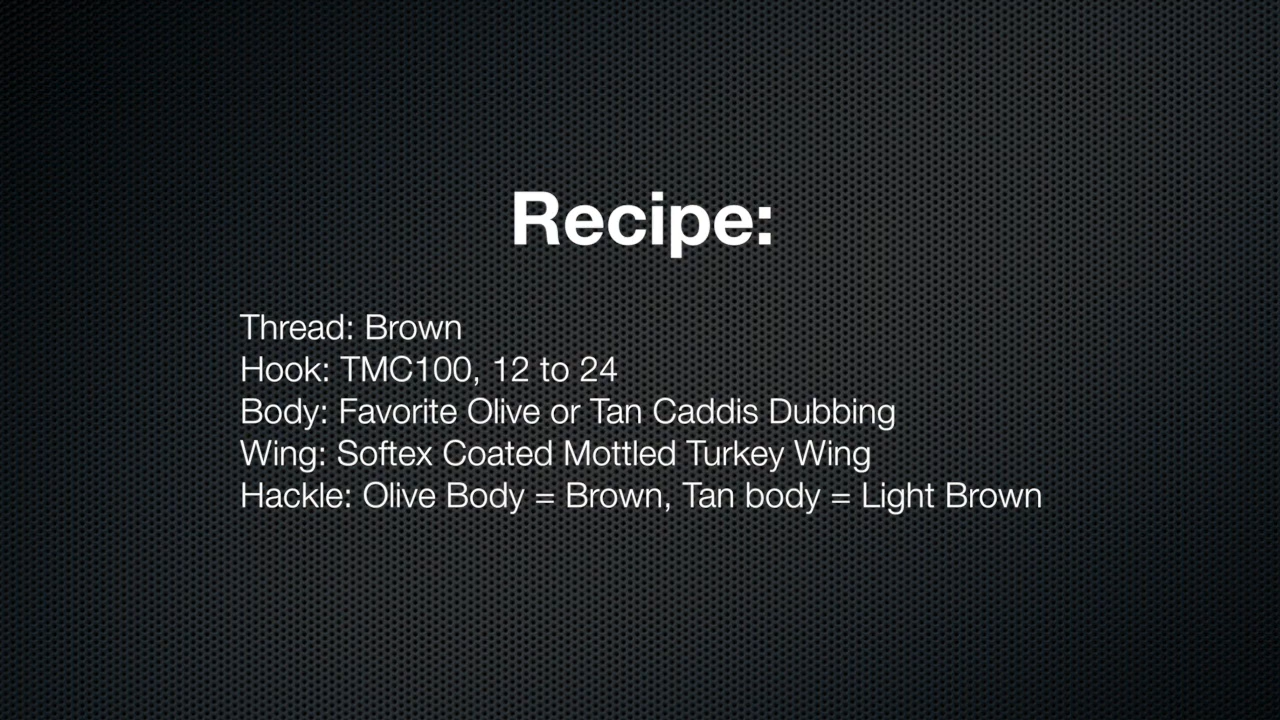 Recipe:
Thread: Brown
Hook: TMC100, 12 to 24
Body: Favorite Olive or Tan Caddis Dubbing
Wing: Softex Coated Mottled Turkey Wing
Hackle: Olive Body = Brown, Tan body = Light Brown